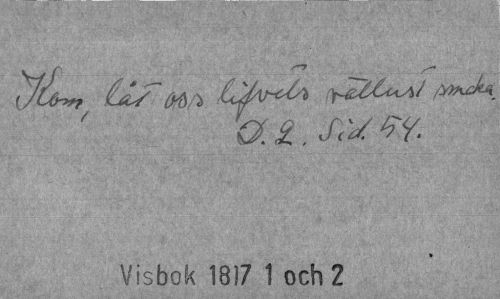 Kom, låt oss lifvets vällust smaka.
D. 2. Sid. 54.
Visbok 1817 1 och 2